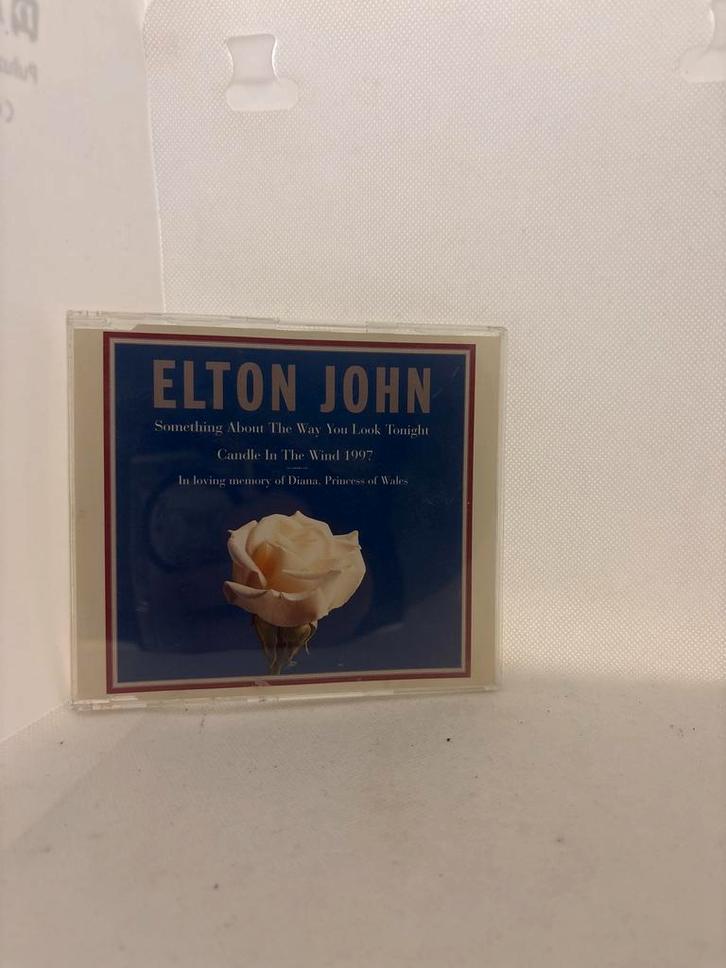 ELTON JOHN
Something About The Way You Look Tonight
Candle In The Wind 1997
In loving memory of Diana, Princess of Wales